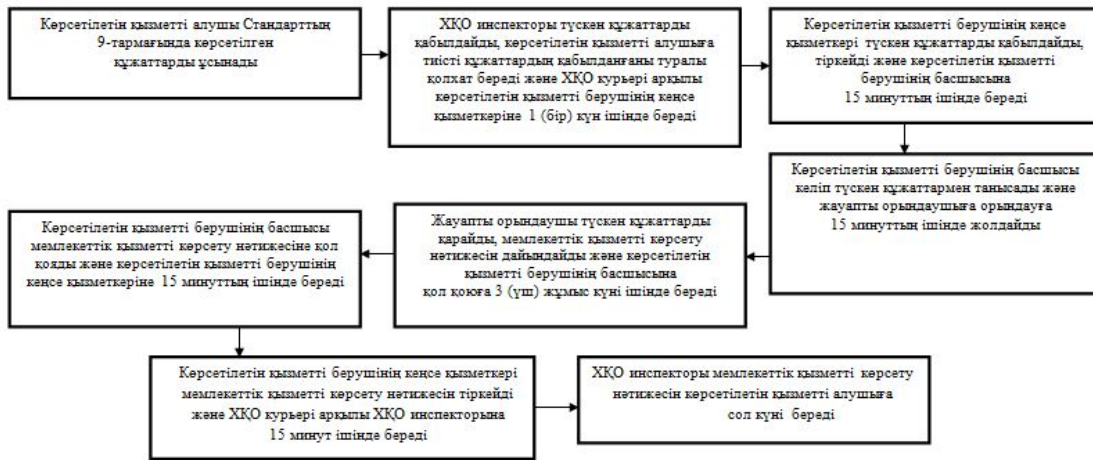 Көрсетілетін қызметті алушы Стандарттың
9-тармағында көрсетілген
құжаттарды ұсынады
ХҚО инспекторы түскен құжаттарды
қабылдайды, көрсетілетін қызметті алушыға
тиісті құжаттардың қабылданғаны туралы
қолхат береді және ХҚО курьері арқылы
көрсетілетін қызметті берушінің кеңсе
қызметкеріне 1 (бір) күн ішінде береді
Көрсетілетін қызметті берушінің кеңсе
қызметкері түскен құжаттарды қабылдайды,
тіркейді және көрсетілетін қызметті
берушінің басшысына
15 минуттың ішінде береді
Көрсетілетін қызметті берушінің басшысы
келіп түскен құжаттармен танысады және
жауапты орындаушыға орындауға
15 минуттың ішінде жолдайды
Жауапты орындаушы түскен құжаттарды
қарайды, мемлекеттік қызметті көрсету
нәтижесін дайындайды және көрсетілетін
қызметті берушінің басшысына
қол қоюға 3 (үш) жұмыс күні ішінде береді
Көрсетілетін қызметті берушінің басшысы
мемлекеттік қызметті көрсету нәтижесіне қол
қояды және көрсетілетін қызметті берушінің
кеңсе қызметкеріне 15 минуттың ішінде береді
Көрсетілетін қызметті берушінің кеңсе қызметкері
мемлекеттік қызметті көрсету нәтижесін тіркейді
және ХҚО курьері арқылы ХҚО инспекторына
15 минут ішінде береді
ХҚО инспекторы мемлекеттік қызметті көрсету
нәтижесін көрсетілетін қызметті алушыға
сол күні береді